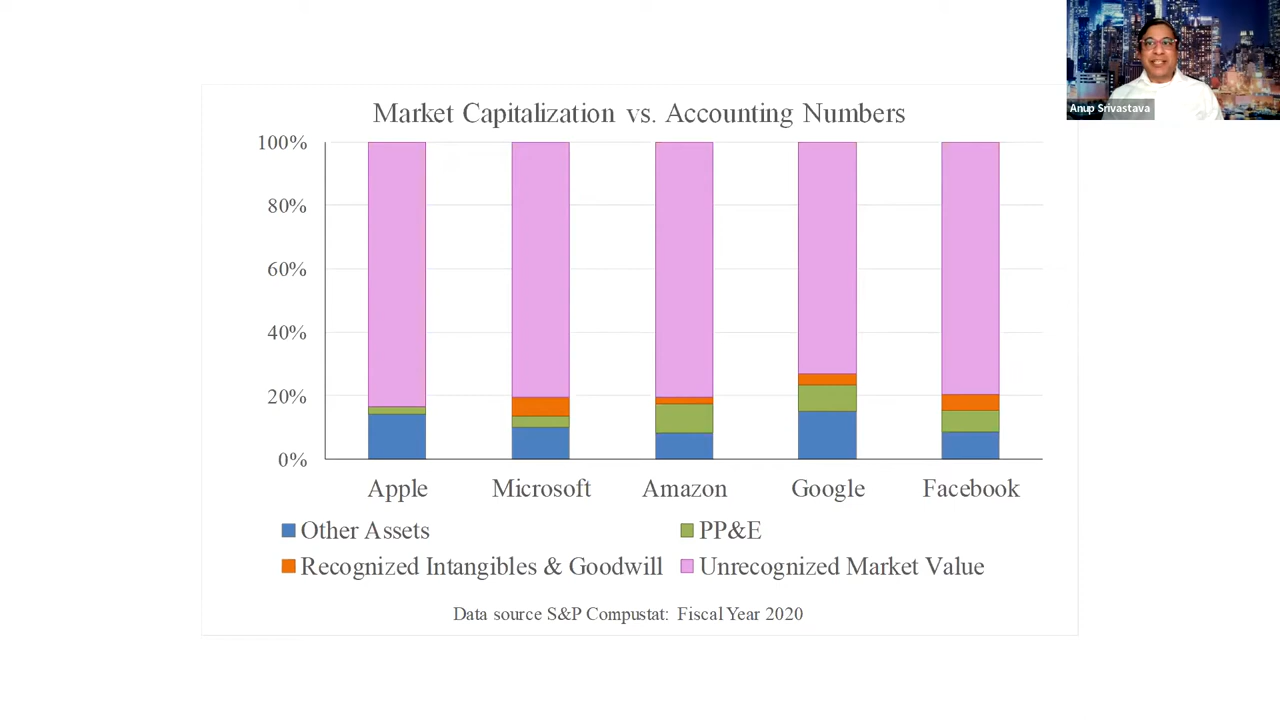 Anup Srivastava
Market Capitalization vs. Accounting Numbers
100%
80%
60%
40%
20%
0%
Apple Microsoft Amazon Google Facebook
Other Assets PP&E
Recognized Intangibles & Goodwill Unrecognized Market Value
Data source S&P Compustat: Fiscal Year 2020